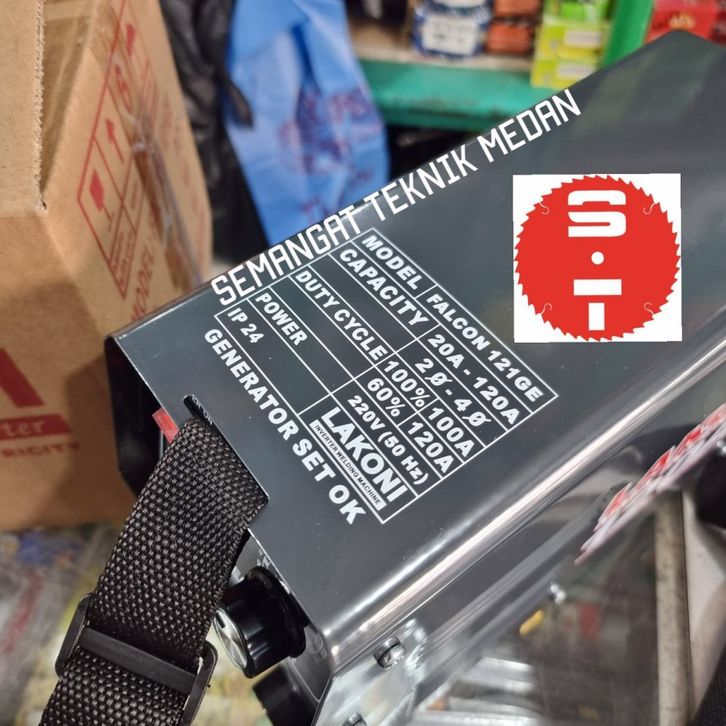 SEMANGAT TEKNIK MEDAN
S.T
MODEL FALCON 121GE
CAPACITY 20A - 120A
2Ø - 4Ø
DUTY CYCLE 100% 100A
60% 120A
POWER 220V (50 Hz)
IP 24 LAKONI
INVERTER WELDING MACHINE
GENERATOR SET OK